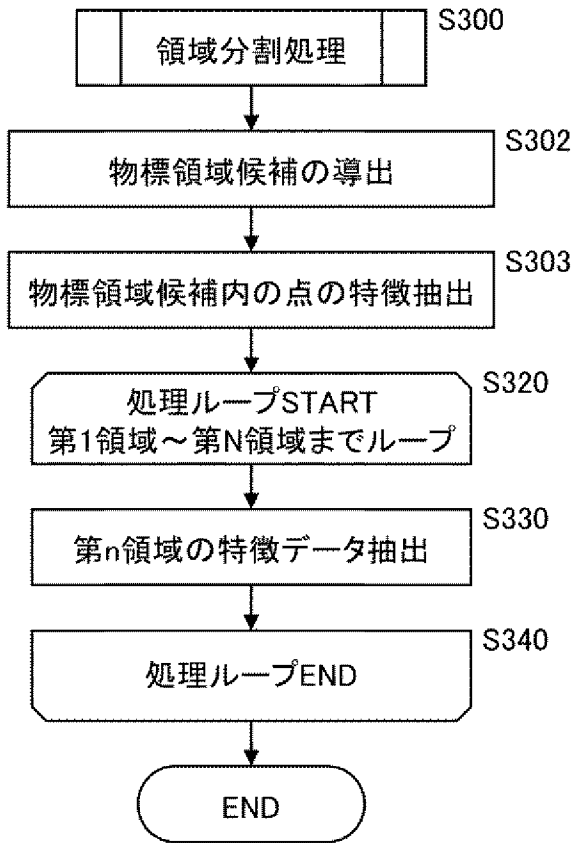 S300
領域分割処理
S302
物標領域候補の導出
S303
物標領域候補内の点の特徴抽出
S320
処理ループSTART
第1領域～第N領域までループ
S330
第n領域の特徴データ抽出
S340
処理ループEND
END